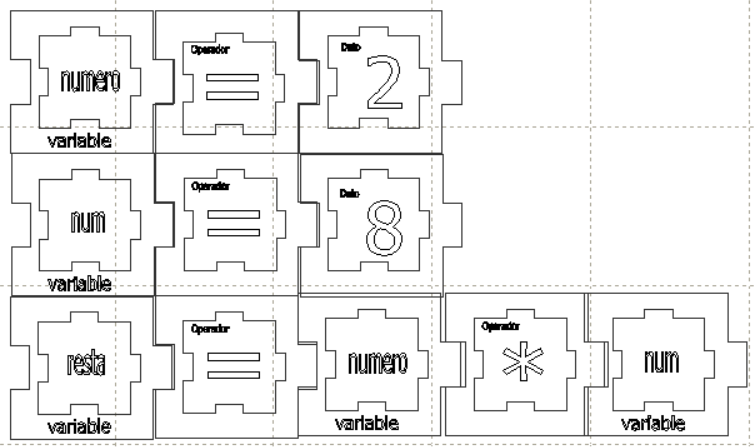 Operador Dato
numero = 2
variable
Operador Dato
num = 8
variable
Operador Operador
resta = numero * num
variable variable variable